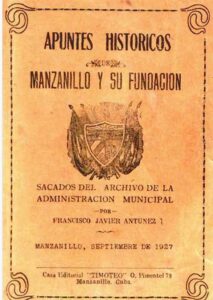 APUNTES HISTORICOS
DE
MANZANILLO Y SU FUNDACION
SACADOS DEL ARCHIVO DE LA
ADMINISTRACION MUNICIPAL
—POR—
FRANCISCO JAVIER ANTUNEZ
MANZANILLO, SEPTIEMBRE DE 1927
Casa Editorial "TIMOTEO" O. Pimentel 78
Manzanillo, Cuba.